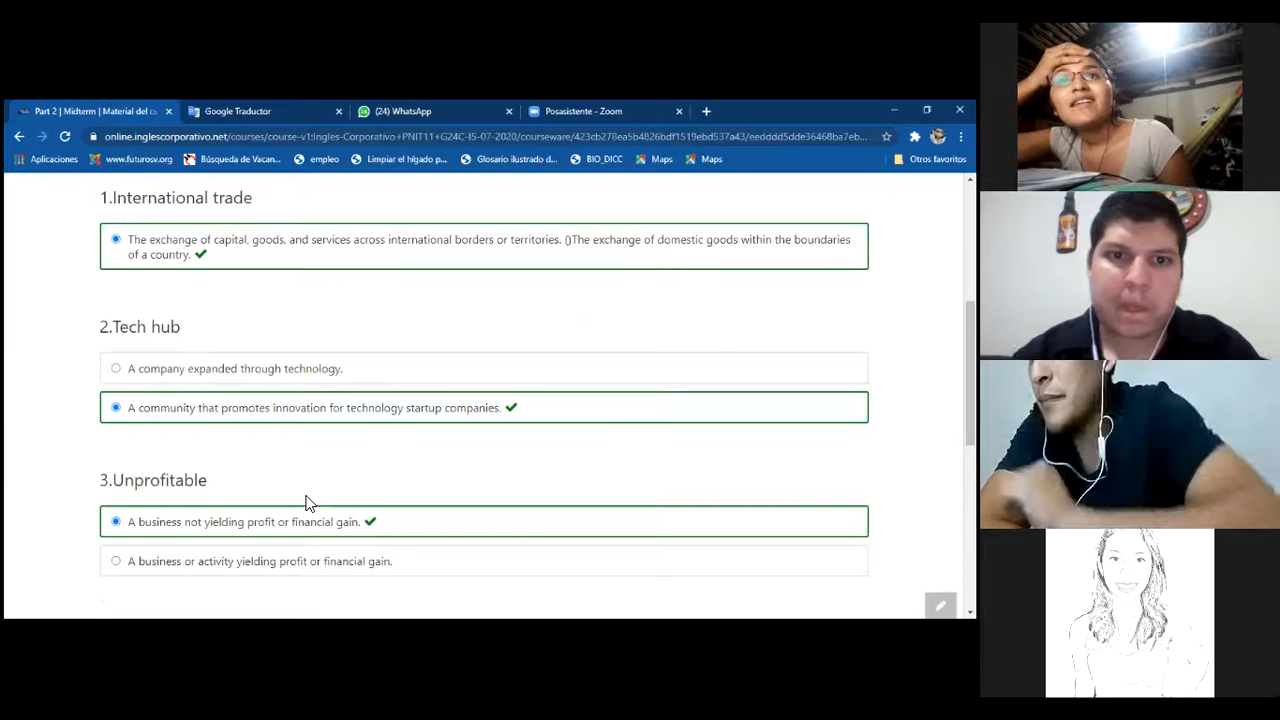 Part 2 | Midterm | Material del cu
Google Traductor
(24) WhatsApp
Posasistente - Zoom
online.inglescorporativo.net/courses/course-v1:Ingles-Corporativo+PNIT11+G24C-I5-07-2020/courseware/423cb278ea5b4826bdf1519ebd537a43/eedddd5dde36468ba7eb...
Aplicaciones
www.futurosv.org
Búsqueda de Vacan...
empleo
Limpiar el hígado p...
Glosario ilustrado d...
BIO_DICC
Maps
Maps
Otros favoritos
1.International trade
The exchange of capital, goods, and services across international borders or territories. ()The exchange of domestic goods within the boundaries
of a country.
2.Tech hub
A company expanded through technology.
A community that promotes innovation for technology startup companies.
3.Unprofitable
A business not yielding profit or financial gain.
A business or activity yielding profit or financial gain.